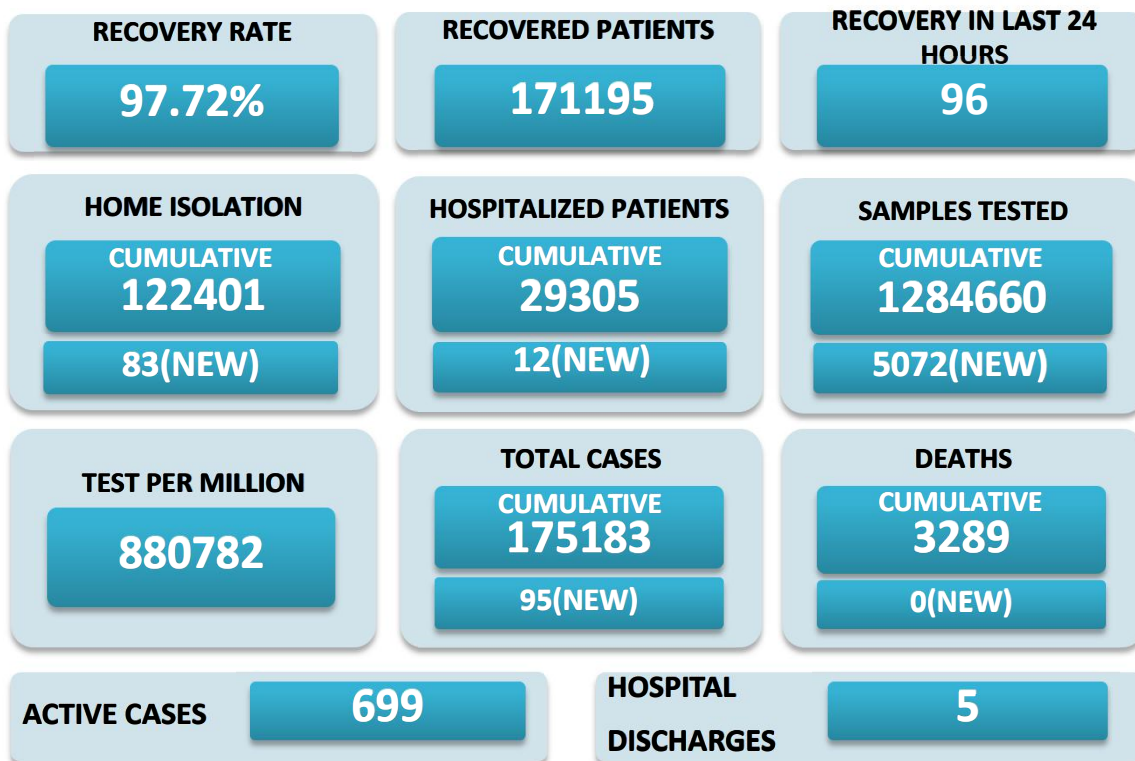 RECOVERY RATE
97.72%
RECOVERED PATIENTS
171195
RECOVERY IN LAST 24
HOURS
96
HOME ISOLATION
CUMULATIVE
122401
83(NEW)
HOSPITALIZED PATIENTS
CUMULATIVE
29305
12(NEW)
SAMPLES TESTED
CUMULATIVE
1284660
5072(NEW)
TEST PER MILLION
880782
TOTAL CASES
CUMULATIVE
175183
95(NEW)
DEATHS
CUMULATIVE
3289
0(NEW)
ACTIVE CASES
699
HOSPITAL
DISCHARGES
5